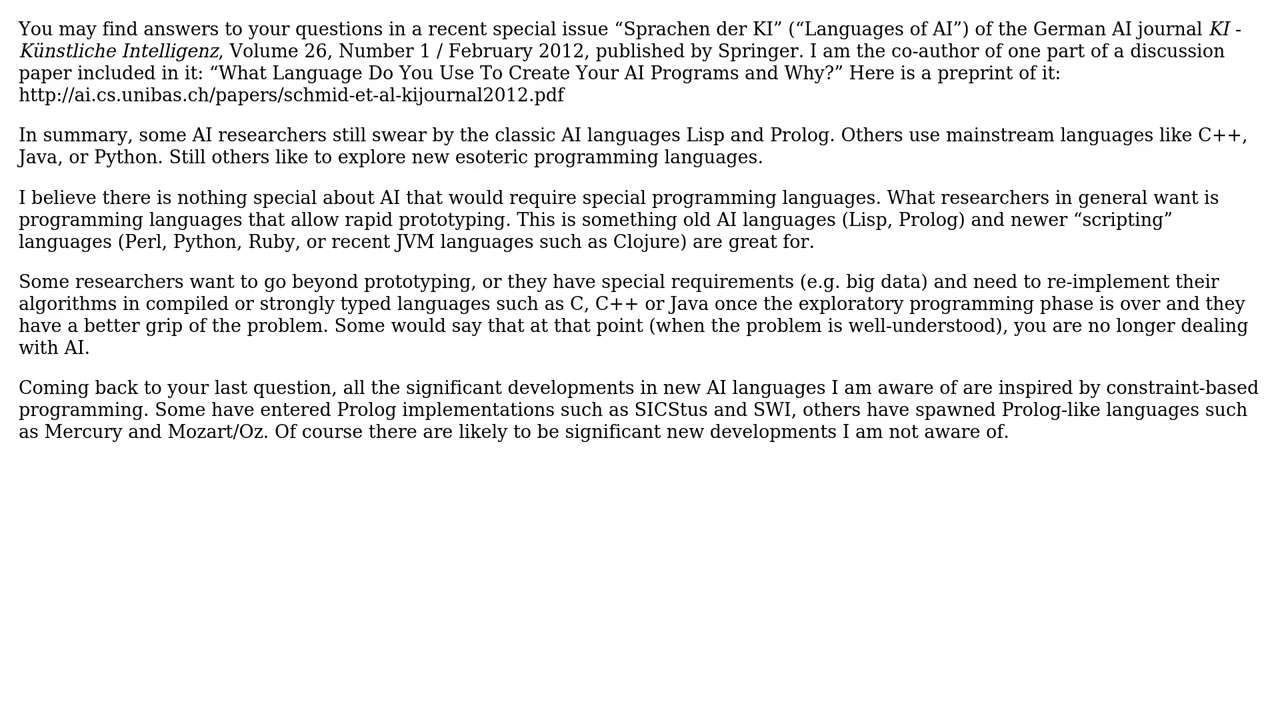 You may find answers to your questions in a recent special issue “Sprachen der KI” (“Languages of AI”) of the German AI journal KI -
Künstliche Intelligenz, Volume 26, Number 1 / February 2012, published by Springer. I am the co-author of one part of a discussion
paper included in it: “What Language Do You Use To Create Your AI Programs and Why?” Here is a preprint of it:
http://ai.cs.unibas.ch/papers/schmid-et-al-kijournal2012.pdf
In summary, some AI researchers still swear by the classic AI languages Lisp and Prolog. Others use mainstream languages like C++,
Java, or Python. Still others like to explore new esoteric programming languages.
I believe there is nothing special about AI that would require special programming languages. What researchers in general want is
programming languages that allow rapid prototyping. This is something old AI languages (Lisp, Prolog) and newer “scripting”
languages (Perl, Python, Ruby, or recent JVM languages such as Clojure) are great for.
Some researchers want to go beyond prototyping, or they have special requirements (e.g. big data) and need to re-implement their
algorithms in compiled or strongly typed languages such as C, C++ or Java once the exploratory programming phase is over and they
have a better grip of the problem. Some would say that at that point (when the problem is well-understood), you are no longer dealing
with AI.
Coming back to your last question, all the significant developments in new AI languages I am aware of are inspired by constraint-based
programming. Some have entered Prolog implementations such as SICStus and SWI, others have spawned Prolog-like languages such
as Mercury and Mozart/Oz. Of course there are likely to be significant new developments I am not aware of.